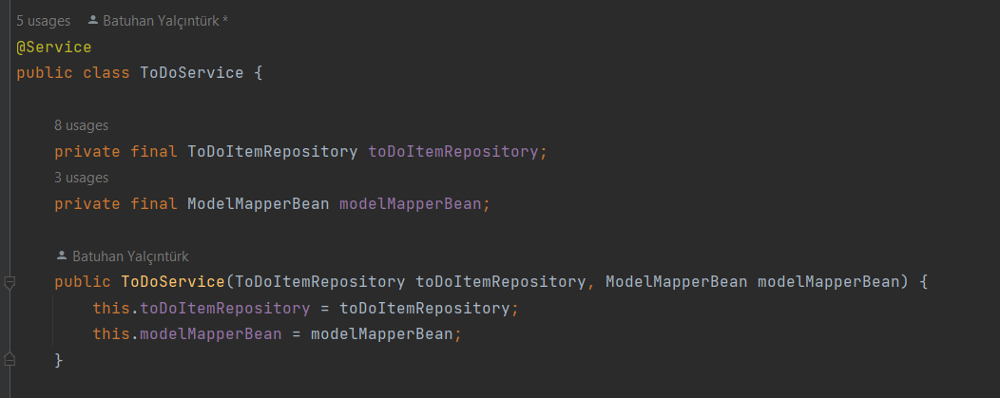 5 usages Batuhan Yalçıntürk *
@Service
public class ToDoService {
8 usages
private final ToDoItemRepository toDoItemRepository;
3 usages
private final ModelMapperBean modelMapperBean;
Batuhan Yalçıntürk
public ToDoService(ToDoItemRepository toDoItemRepository, ModelMapperBean modelMapperBean) {
this.toDoItemRepository = toDoItemRepository;
this.modelMapperBean = modelMapperBean;
}